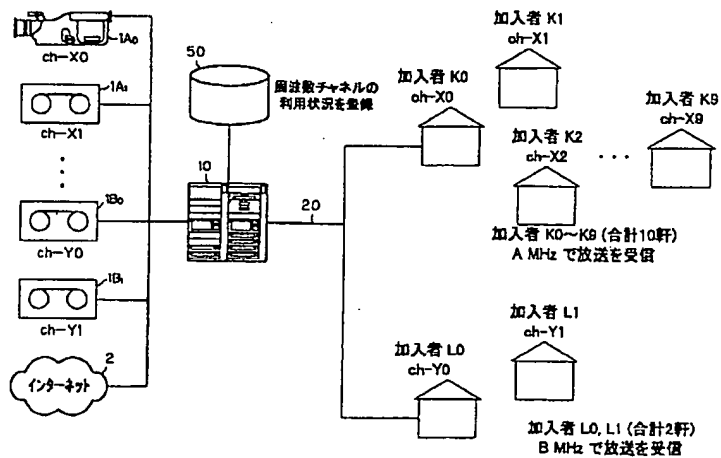 1A₀
ch-X0
1A₁
ch-X1
1B₀
ch-Y0
1B₁
ch-Y1
2
インターネット
50
周波数チャネルの
利用状況を登録
10
20
加入者 K0
ch-X0
加入者 K1
ch-X1
加入者 K2
ch-X2
加入者 K9
ch-X9
加入者 K0～K9 (合計10軒)
A MHz で放送を受信
加入者 L0
ch-Y0
加入者 L1
ch-Y1
加入者 L0, L1 (合計2軒)
B MHz で放送を受信